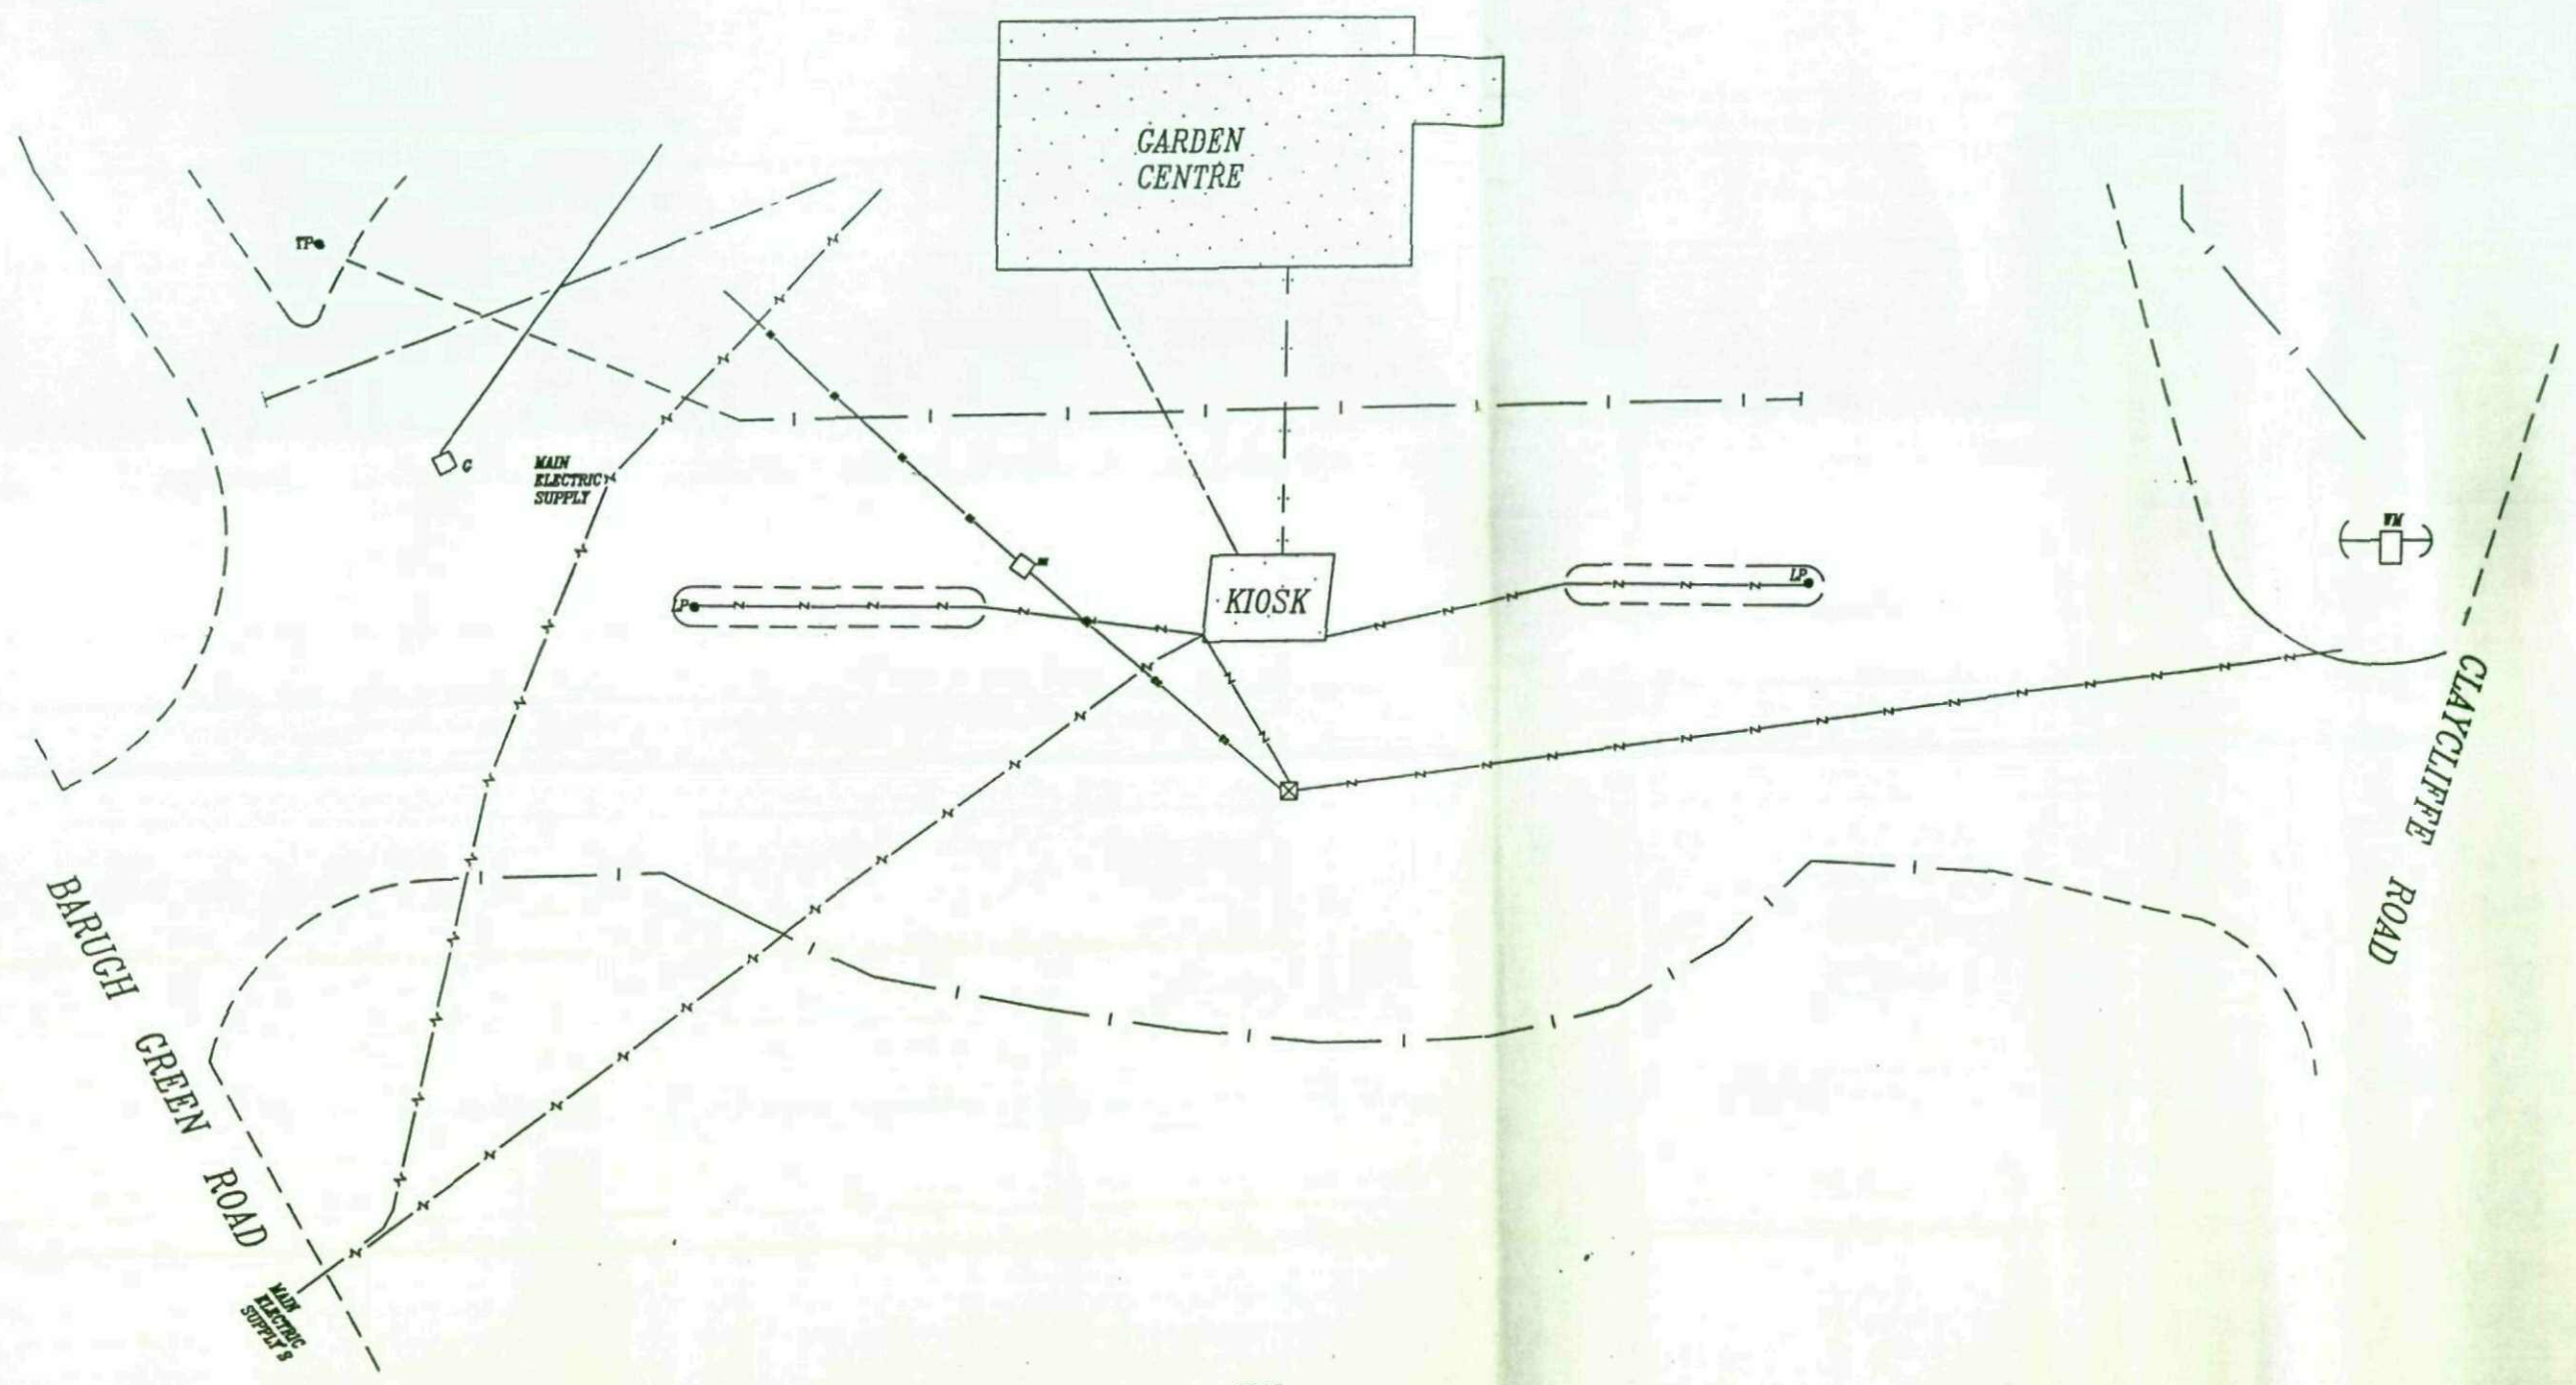 GARDEN
CENTRE
TP
G
MAIN
ELECTRIC
SUPPLY
WM
LP
KIOSK
LP
CLAYCLIFFE ROAD
BARUGH GREEN ROAD
MAIN
ELECTRIC
SUPPLY'S